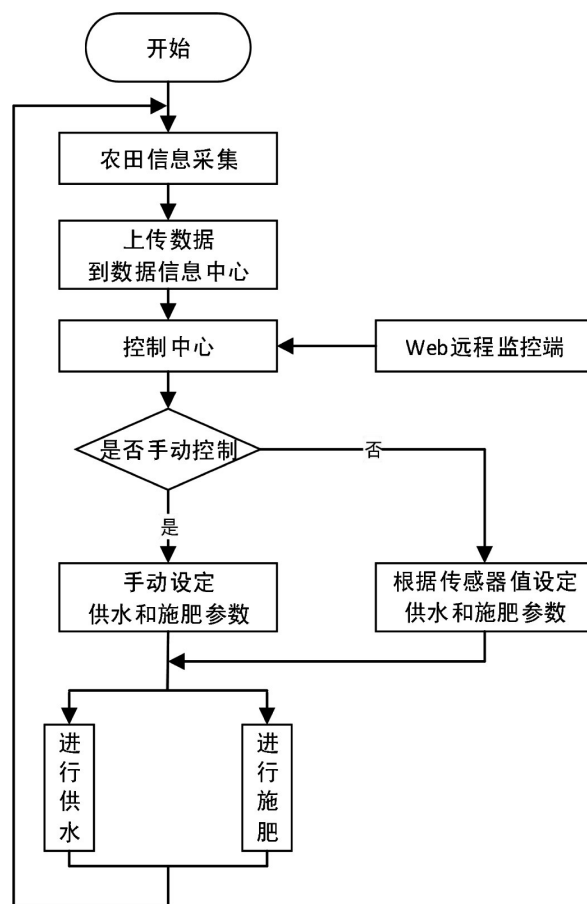 开始
农田信息采集
上传数据
到数据信息中心
控制中心
Web远程监控端
是否手动控制
否
是
手动设定
供水和施肥参数
根据传感器值设定
供水和施肥参数
进行供水
进行施肥